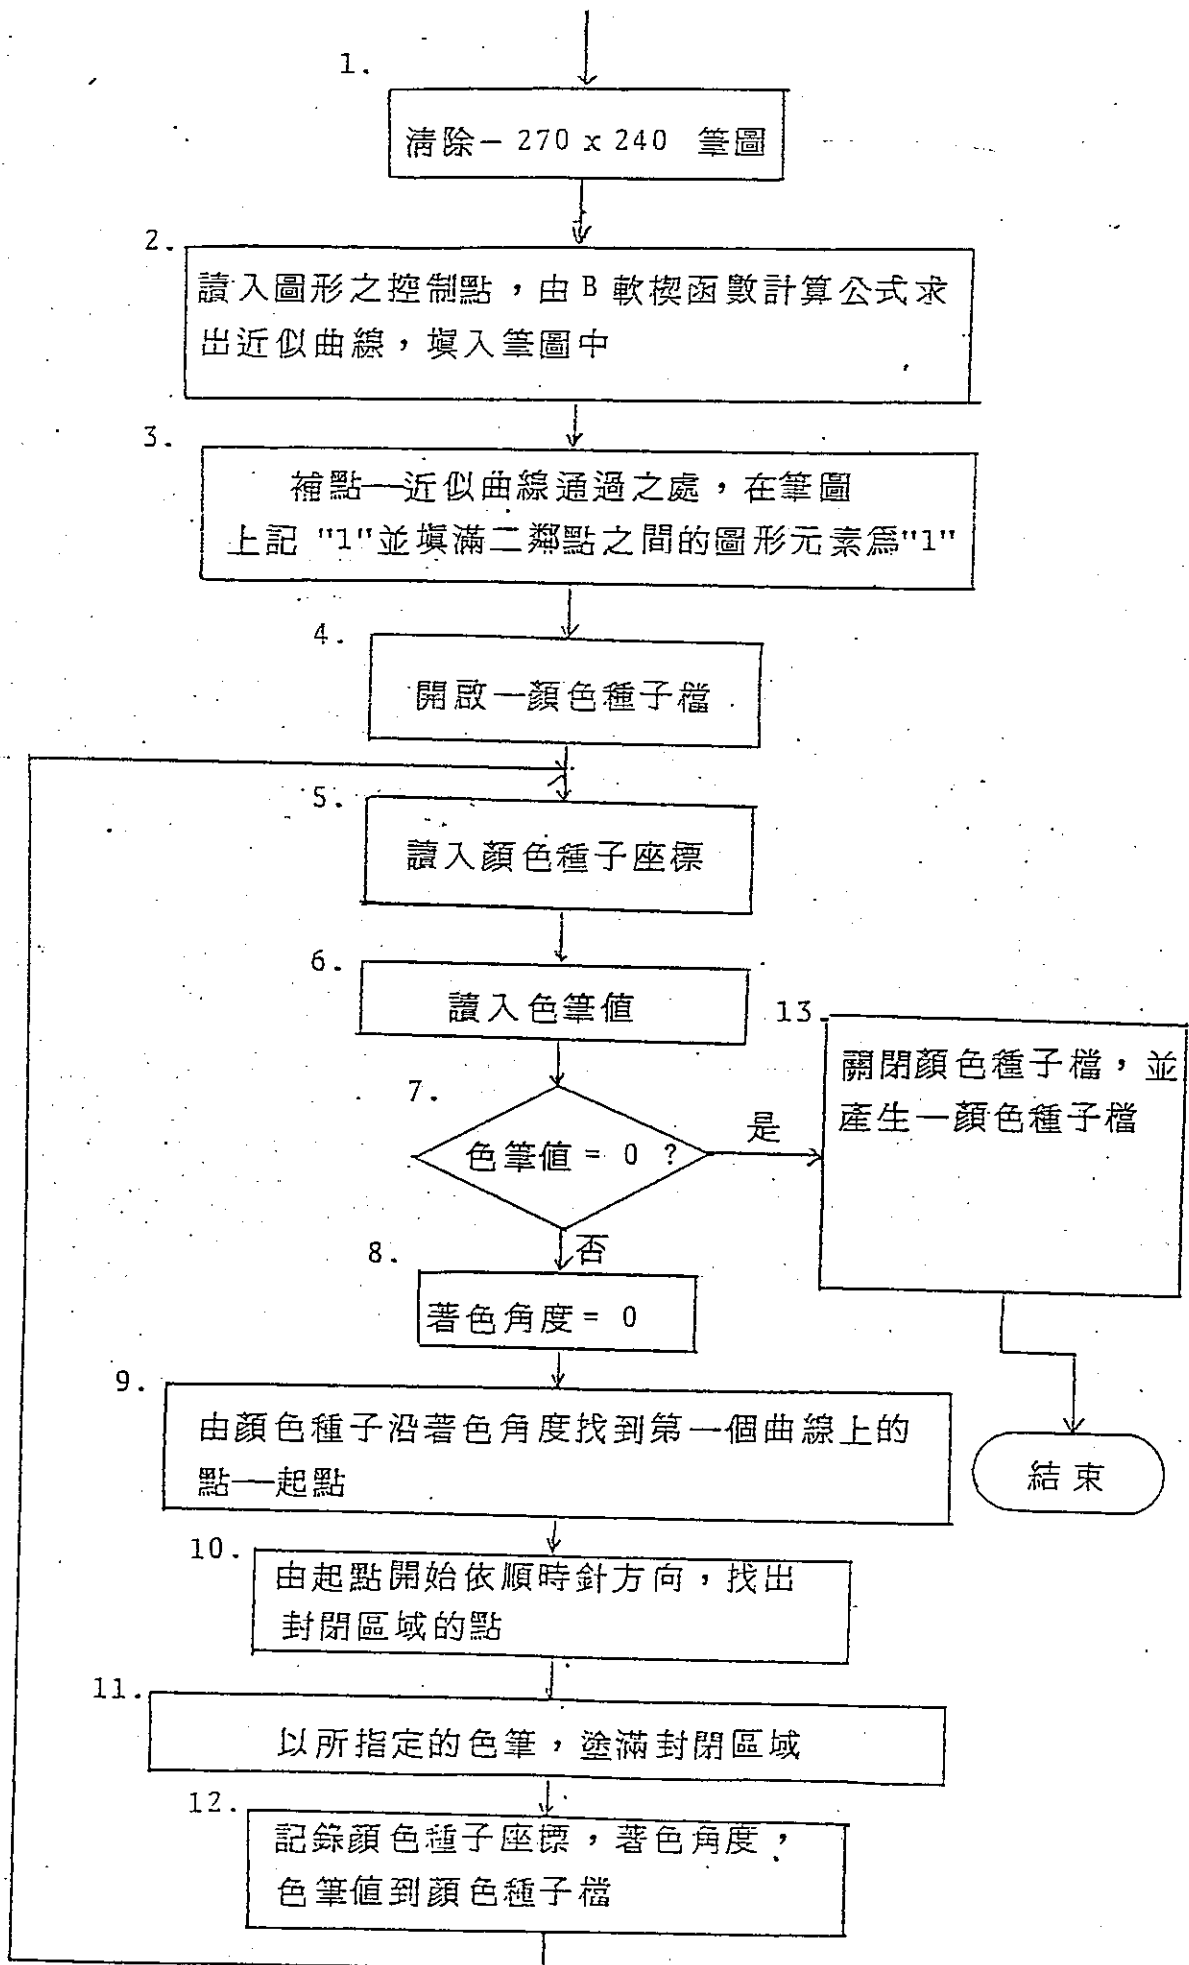 1.
清除一 270 x 240 筆圖
2.
讀入圖形之控制點，由 B 軟楔函數計算公式求
出近似曲線，填入筆圖中
3.
補點──近似曲線通過之處，在筆圖
上記 "1"並填滿二鄰點之間的圖形元素為"1"
4.
開啟一顏色種子檔
5.
讀入顏色種子座標
6.
讀入色筆值
7.
色筆值 = 0 ?
是
13.
關閉顏色種子檔，並
產生一顏色種子檔
結束
否
8.
著色角度 = 0
9.
由顏色種子沿著色角度找到第一個曲線上的
點──起點
10.
由起點開始依順時針方向，找出
封閉區域的點
11.
以所指定的色筆，塗滿封閉區域
12.
記錄顏色種子座標，著色角度，
色筆值到顏色種子檔